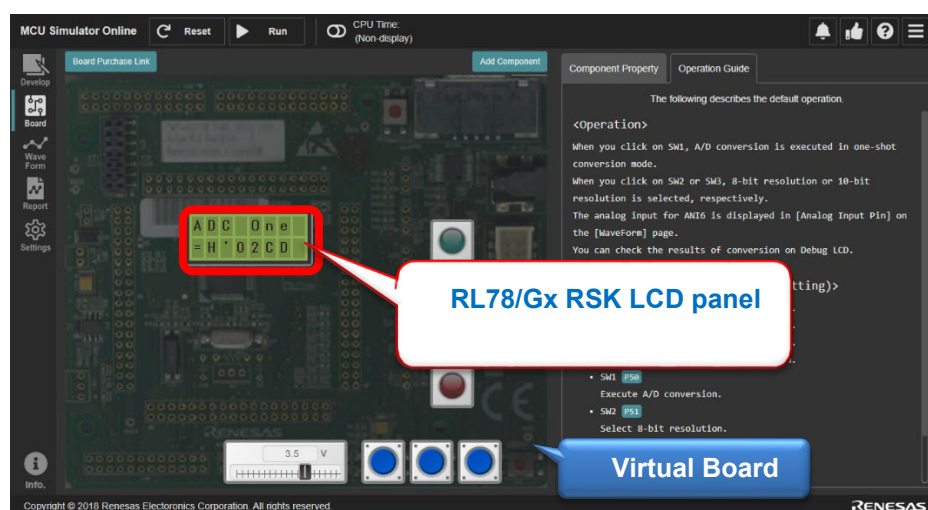 MCU Simulator Online
Reset
Run
CPU Time:
(Non-display)
Develop
Board
Wave
Form
Report
Settings
Info.
Board Purchase Link
Add Component
ADC One
=H'02CD
RENESAS
3.5 V
Component Property
Operation Guide
The following describes the default operation.
<Operation>
When you click on SW1, A/D conversion is executed in one-shot
conversion mode.
When you click on SW2 or SW3, 8-bit resolution or 10-bit
resolution is selected, respectively.
The analog input for ANI6 is displayed in [Analog Input Pin] on
the [WaveForm] page.
You can check the results of conversion on Debug LCD.
tting)>
RL78/Gx RSK LCD panel
• SW1 P50
Execute A/D conversion.
• SW2 P51
Select 8-bit resolution.
Virtual Board
Copyright © 2018 Renesas Electoronics Corporation. All rights reserved.
RENESAS